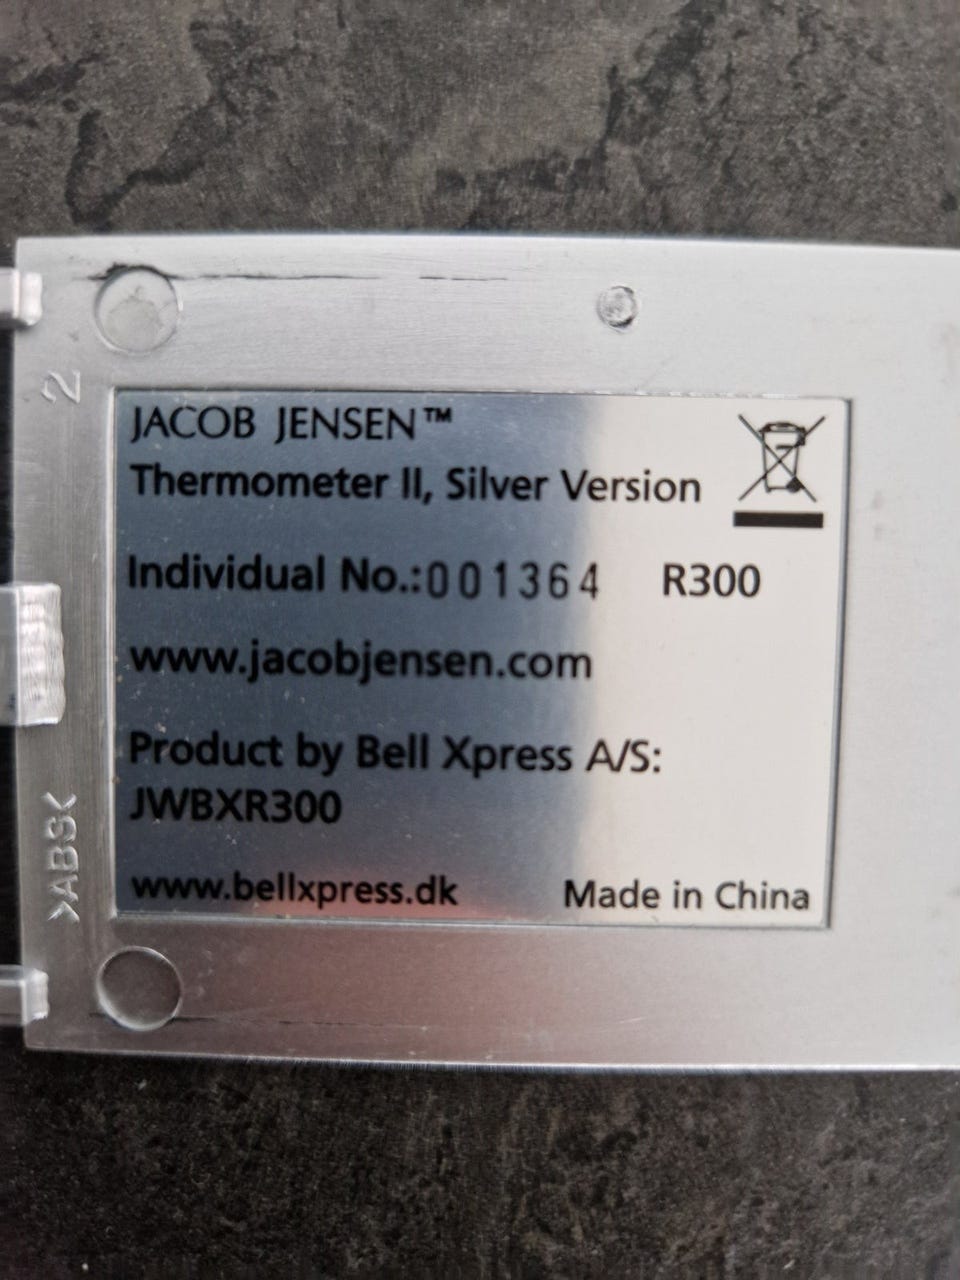 JACOB JENSEN™
Thermometer II, Silver Version
Individual No.:001364 R300
www.jacobjensen.com
Product by Bell Xpress A/S:
JWBXR300
www.bellxpress.dk Made in China
2
>ABS<